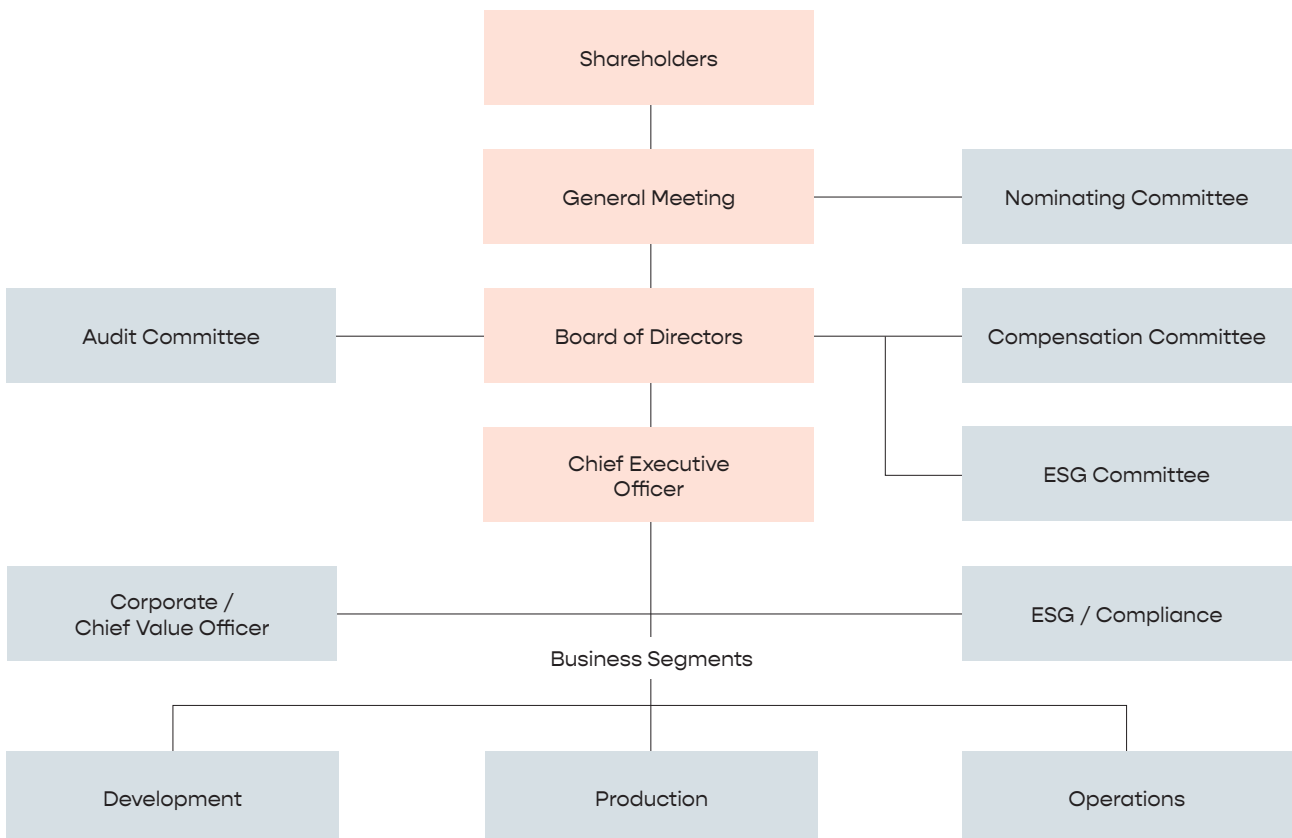 Shareholders
General Meeting
Nominating Committee
Audit Committee
Board of Directors
Compensation Committee
Chief Executive
Officer
ESG Committee
Corporate /
Chief Value Officer
ESG / Compliance
Business Segments
Development
Production
Operations